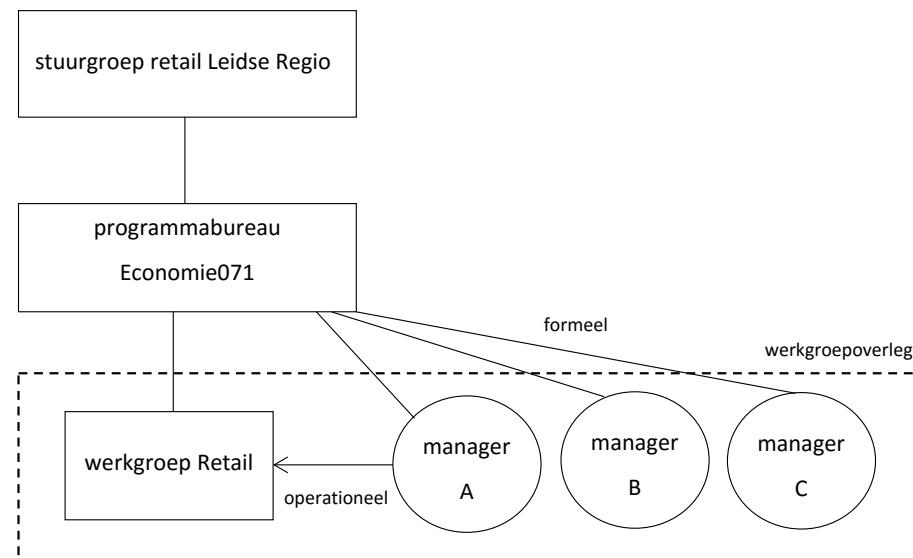 stuurgroep retail Leidse Regio
programmabureau
Economie071
formeel
werkgroepoverleg
werkgroep Retail
operationeel
manager
A
manager
B
manager
C